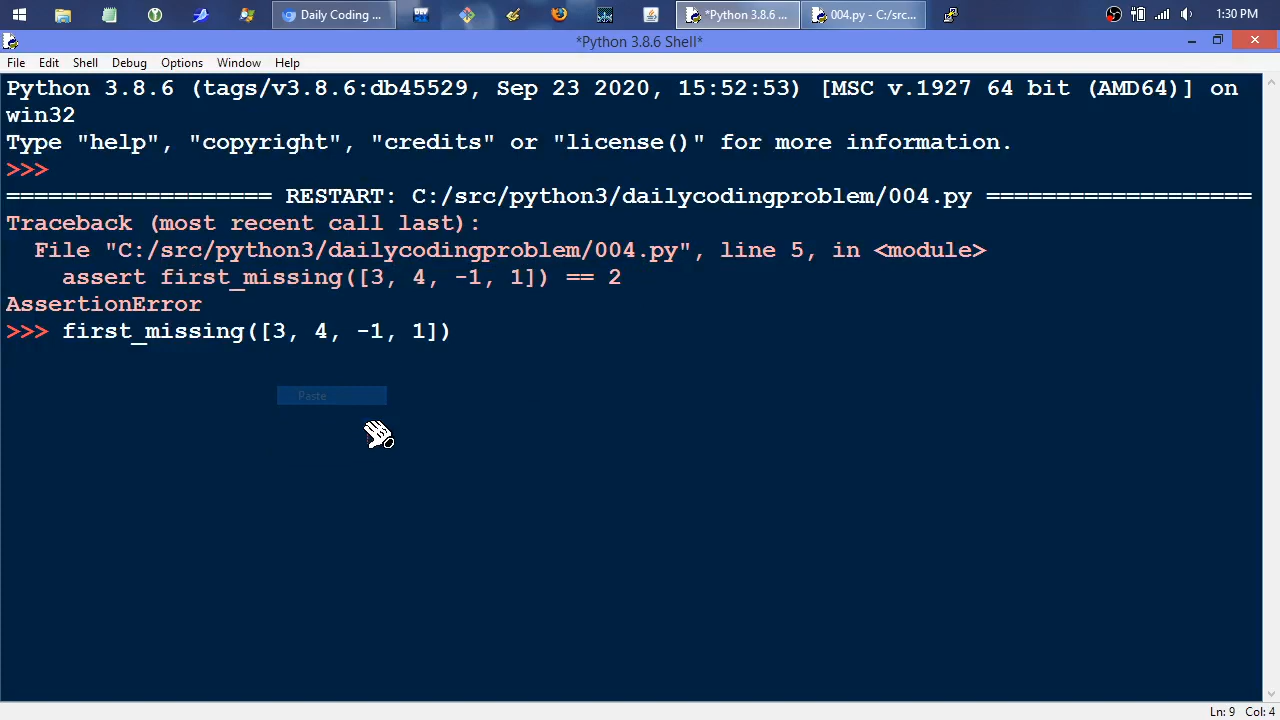 Daily Coding ...
*Python 3.8.6 ...
004.py - C:/src...
1:30 PM
*Python 3.8.6 Shell*
File Edit Shell Debug Options Window Help
Python 3.8.6 (tags/v3.8.6:db45529, Sep 23 2020, 15:52:53) [MSC v.1927 64 bit (AMD64)] on
win32
Type "help", "copyright", "credits" or "license()" for more information.
>>>
=================== RESTART: C:/src/python3/dailycodingproblem/004.py ===================
Traceback (most recent call last):
  File "C:/src/python3/dailycodingproblem/004.py", line 5, in <module>
    assert first_missing([3, 4, -1, 1]) == 2
AssertionError
>>> first_missing([3, 4, -1, 1])
Paste
Ln: 9 Col: 4